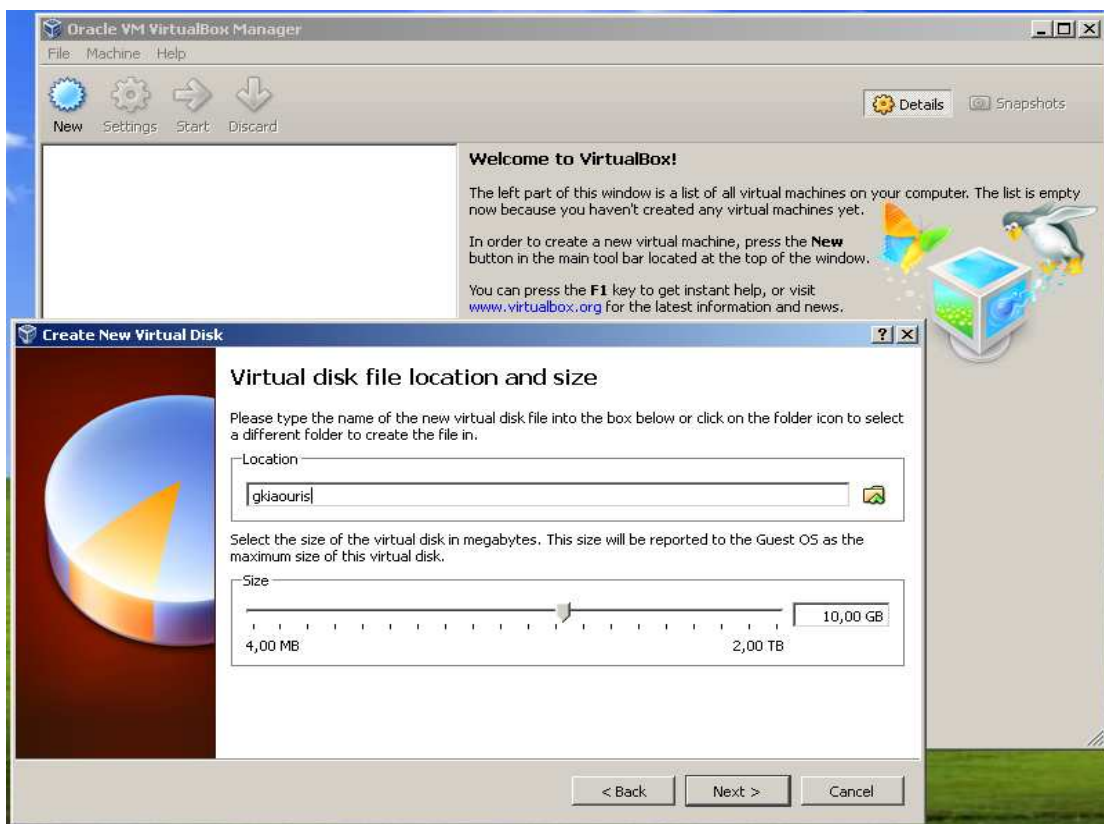 Oracle VM VirtualBox Manager
File Machine Help
New Settings Start Discard
Details Snapshots
Welcome to VirtualBox!
The left part of this window is a list of all virtual machines on your computer. The list is empty
now because you haven't created any virtual machines yet.
In order to create a new virtual machine, press the New
button in the main tool bar located at the top of the window.
You can press the F1 key to get instant help, or visit
www.virtualbox.org for the latest information and news.
Create New Virtual Disk
Virtual disk file location and size
Please type the name of the new virtual disk file into the box below or click on the folder icon to select
a different folder to create the file in.
Location
gkiaouris
Select the size of the virtual disk in megabytes. This size will be reported to the Guest OS as the
maximum size of this virtual disk.
Size
10,00 GB
4,00 MB 2,00 TB
< Back Next > Cancel